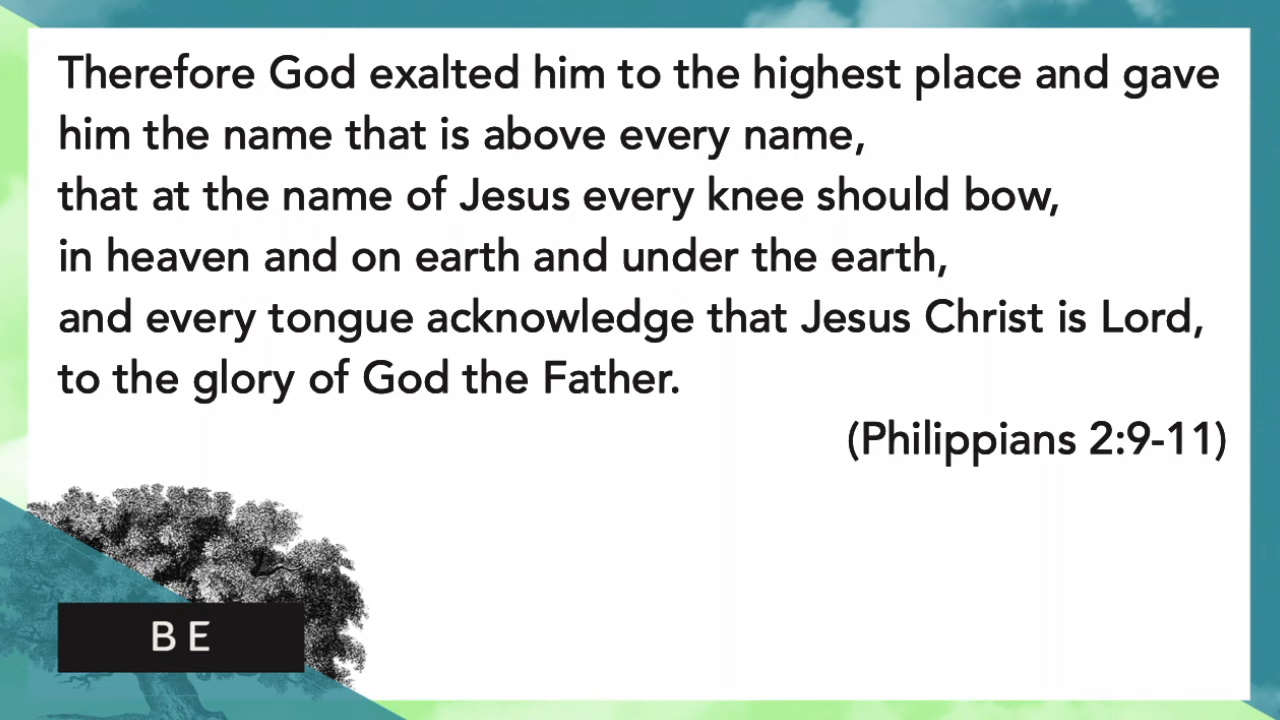 Therefore God exalted him to the highest place and gave
him the name that is above every name,
that at the name of Jesus every knee should bow,
in heaven and on earth and under the earth,
and every tongue acknowledge that Jesus Christ is Lord,
to the glory of God the Father.
(Philippians 2:9-11)
BE